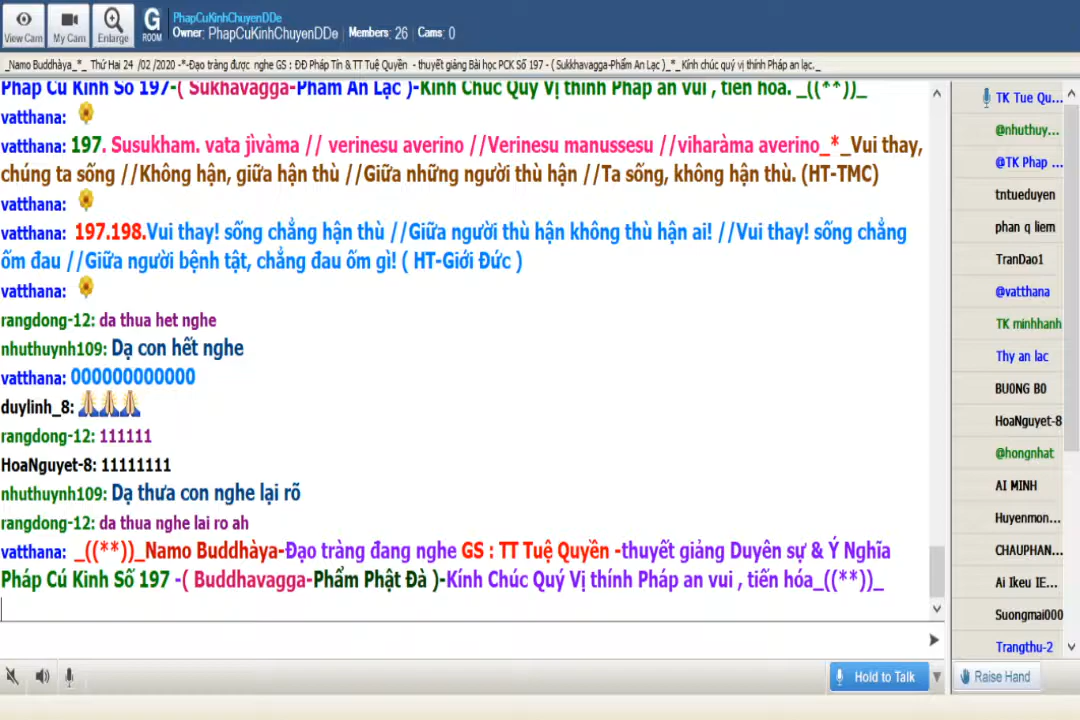 View Cam
My Cam
Enlarge
G
ROOM
PhapCuKinhChuyenDDe
Owner: PhapCuKinhChuyenDDe Members: 26 Cams: 0
_Namo Buddhàya_*_ Thứ Hai 24 /02 /2020 -*-Đạo tràng được nghe GS : ĐĐ Pháp Tín & TT Tuệ Quyền - thuyết giảng Bài học PCK Số 197 - ( Sukkhavagga-Phẩm An Lạc )_*_Kính chúc quý vị thính Pháp an lạc._
Pháp Cú Kinh Số 197-( Sukhavagga-Phẩm An Lạc )-Kính Chúc Quý Vị thính Pháp an vui , tiến hóa. _((**))_
vatthana:
vatthana: 197. Susukham. vata jìvàma // verinesu averino //Verinesu manussesu //viharàma averino_*_Vui thay,
chúng ta sống //Không hận, giữa hận thù //Giữa những người thù hận //Ta sống, không hận thù. (HT-TMC)
vatthana:
vatthana: 197.198.Vui thay! sống chẳng hận thù //Giữa người thù hận không thù hận ai! //Vui thay! sống chẳng
ốm đau //Giữa người bệnh tật, chẳng đau ốm gì! ( HT-Giới Đức )
vatthana:
rangdong-12: da thua het nghe
nhuthuynh109: Dạ con hết nghe
vatthana: 000000000000
duylinh_8:
rangdong-12: 111111
HoaNguyet-8: 11111111
nhuthuynh109: Dạ thưa con nghe lại rõ
rangdong-12: da thua nghe lai ro ah
vatthana: _((**))_Namo Buddhàya-Đạo tràng đang nghe GS : TT Tuệ Quyền -thuyết giảng Duyên sự & Ý Nghĩa
Pháp Cú Kinh Số 197 -( Buddhavagga-Phẩm Phật Đà )-Kính Chúc Quý Vị thính Pháp an vui , tiến hóa_((**))_
TK Tue Qu...
@nhuthuy...
@TK Phap ...
tntueduyen
phan q liem
TranDao1
@vatthana
TK minhhanh
Thy an lac
BUONG B0
HoaNguyet-8
@hongnhat
AI MINH
Huyenmon...
CHAUPHAN...
Ai Ikeu IE...
Suongmai000
Trangthu-2
Hold to Talk
Raise Hand